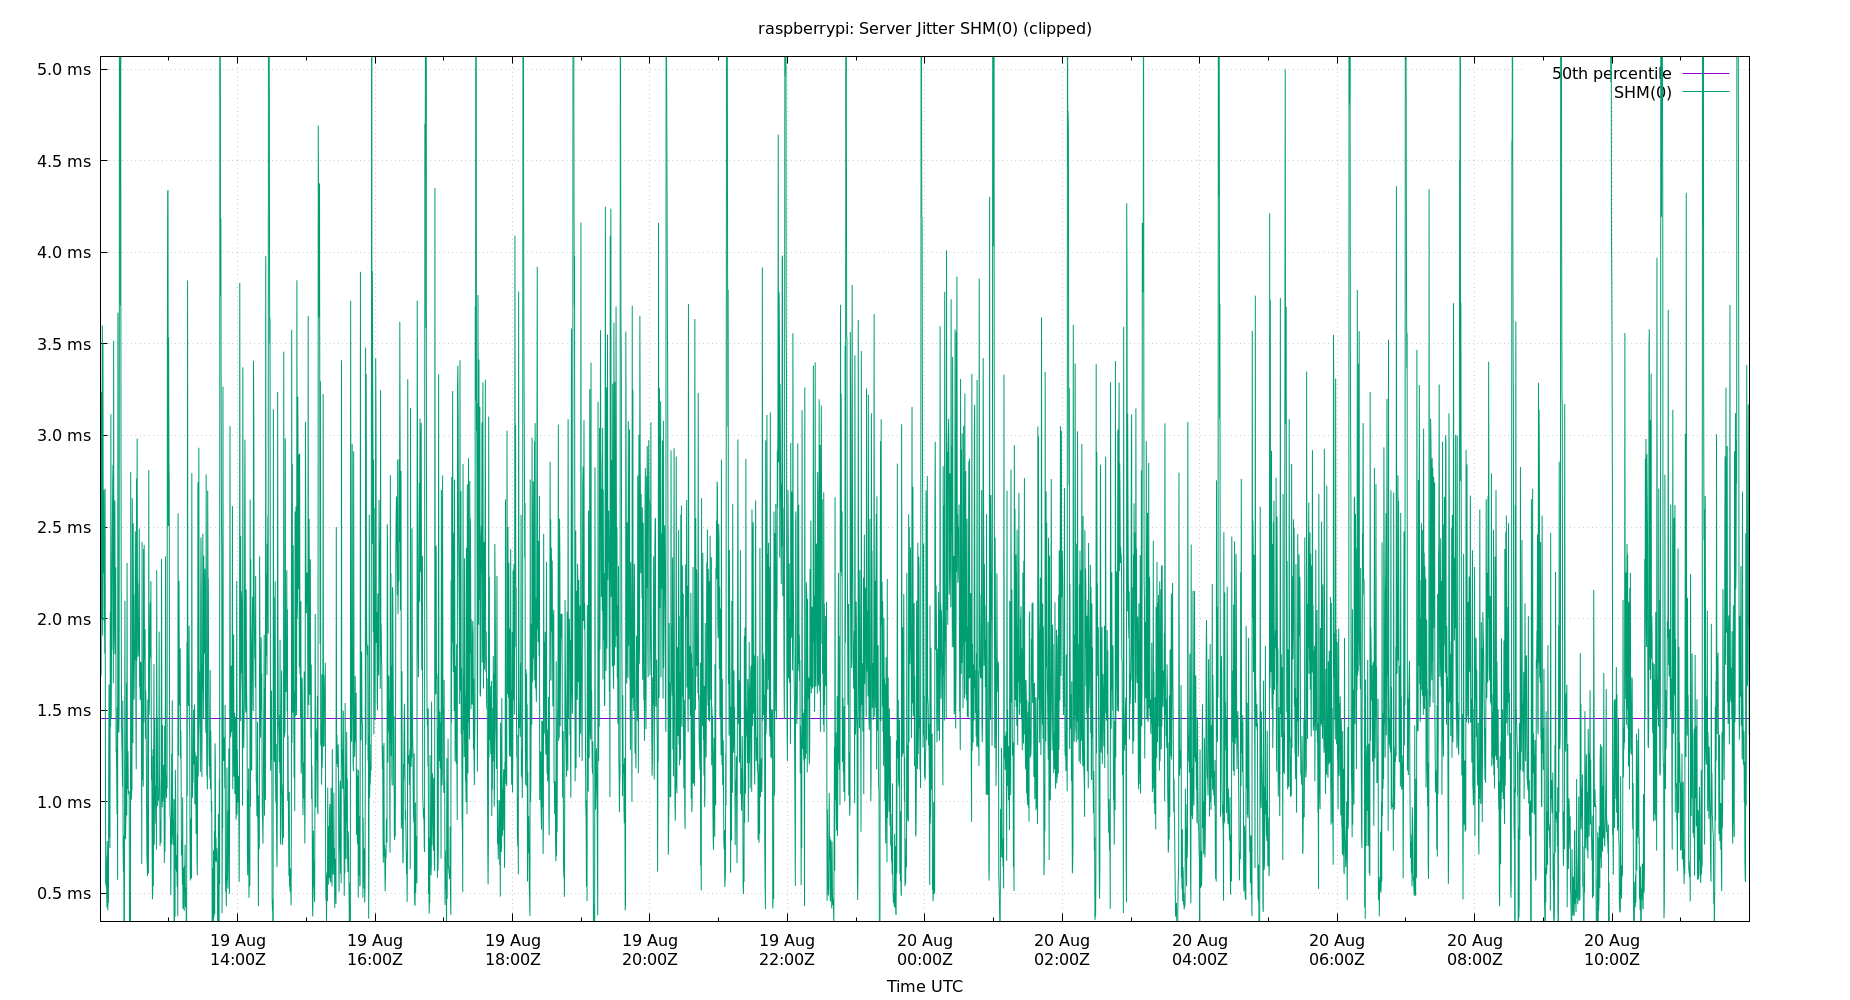 raspberrypi: Server Jitter SHM(0) (clipped)
5.0 ms
50th percentile
SHM(0)
4.5 ms
4.0 ms
3.5 ms
3.0 ms
2.5 ms
2.0 ms
1.5 ms
1.0 ms
0.5 ms
19 Aug 19 Aug 19 Aug 19 Aug 19 Aug 20 Aug 20 Aug 20 Aug 20 Aug 20 Aug 20 Aug
14:00Z 16:00Z 18:00Z 20:00Z 22:00Z 00:00Z 02:00Z 04:00Z 06:00Z 08:00Z 10:00Z
Time UTC